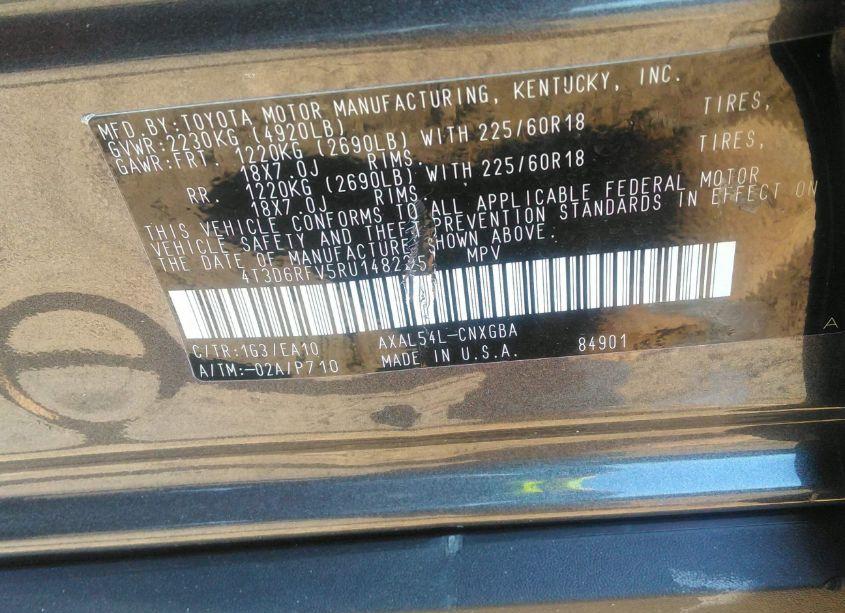 MFD. BY: TOYOTA MOTOR MANUFACTURING, KENTUCKY, INC.
GVWR: 2230KG (4920LB)
GAWR: FRT. 1220KG (2690LB) WITH 225/60R18 TIRES,
18X7.0J RIMS.
RR. 1220KG (2690LB) WITH 225/60R18 TIRES,
18X7.0J RIMS.
THIS VEHICLE CONFORMS TO ALL APPLICABLE FEDERAL MOTOR
VEHICLE SAFETY AND THEFT PREVENTION STANDARDS IN EFFECT ON
THE DATE OF MANUFACTURE SHOWN ABOVE.
MPV
C/TR: 1G3/EA10 AXAL54L-CNXGBA
A/TM: -02A/P710 MADE IN U.S.A. 84901
A